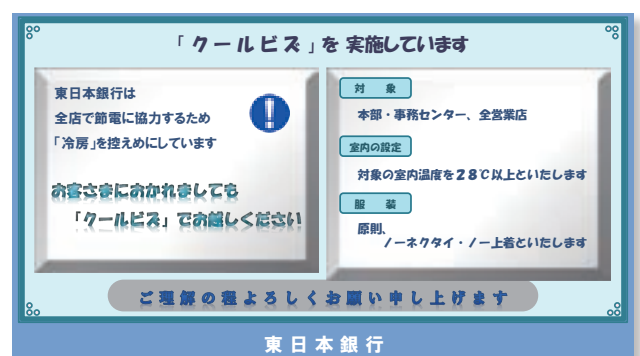 「クールビズ」を実施しています
東日本銀行は
全店で節電に協力するため
「冷房」を控えめにしています
お客さまにおかれましても
「クールビズ」でお越しください
対　象
本部・事務センター、全営業店
室内の設定
対象の室内温度を２８℃以上といたします
服　装
原則、
ノーネクタイ・ノー上着といたします
ご理解の程よろしくお願い申し上げます
東日本銀行